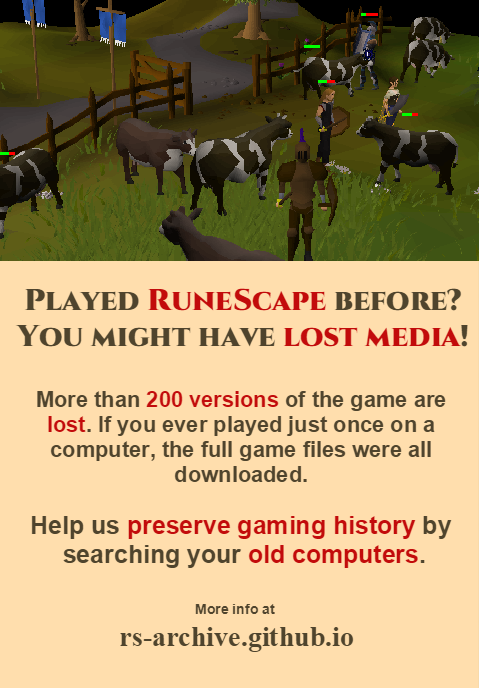 Played RuneScape before?
You might have lost media!
More than 200 versions of the game are
lost. If you ever played just once on a
computer, the full game files were all
downloaded.
Help us preserve gaming history by
searching your old computers.
More info at
rs-archive.github.io